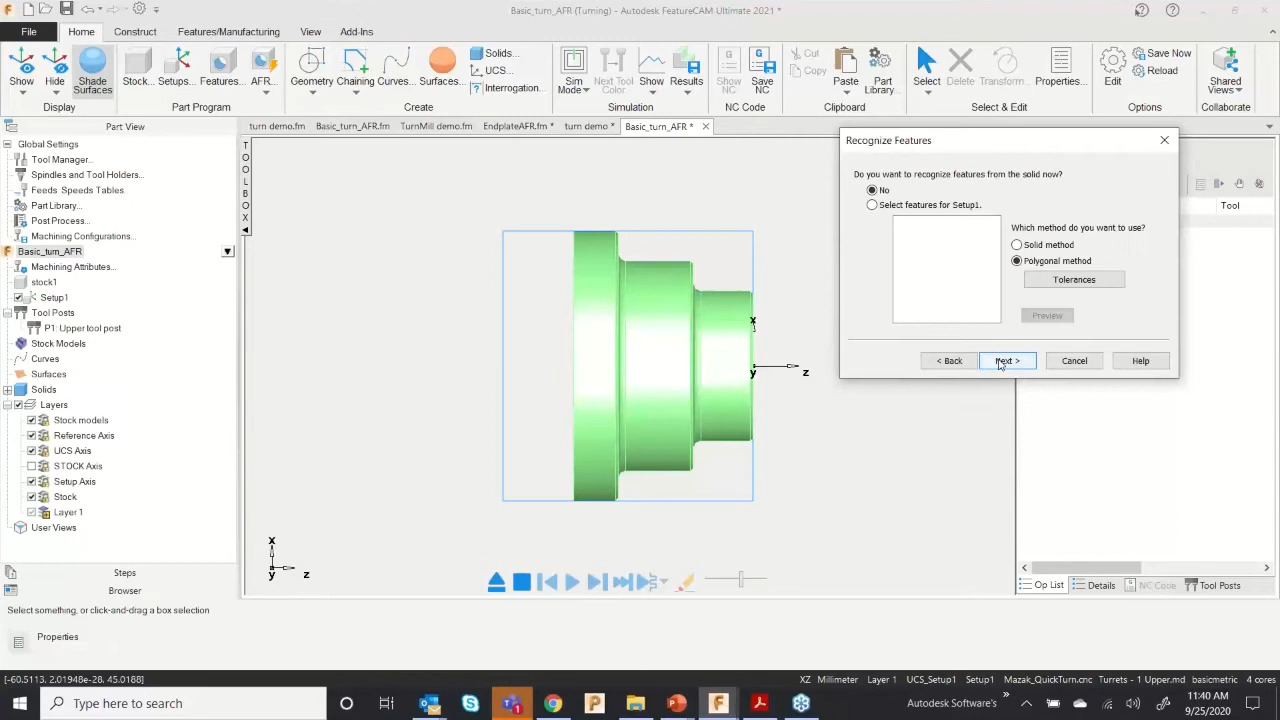 Basic_turn_AFR (Turning) - Autodesk FeatureCAM Ultimate 2021 *
File
Home
Construct
Features/Manufacturing
View
Add-Ins
Show
Hide
Shade Surfaces
Display
Stock...
Setups...
Features...
AFR...
Part Program
Geometry
Chaining
Curves...
Surfaces...
Solids...
UCS...
Interrogation...
Create
Sim Mode
Next Tool Color
Show
Results
Simulation
Show NC
Save NC
NC Code
Cut
Copy
Paste
Part Library...
Clipboard
Select
Delete
Transform...
Properties...
Select & Edit
Edit
Save Now
Reload
Options
Shared Views
Collaborate
Part View
turn demo.fm
Basic_turn_AFR.fm
TurnMill demo.fm
EndplateAFR.fm *
turn demo *
Basic_turn_AFR *
Global Settings
Tool Manager...
Spindles and Tool Holders...
Feeds Speeds Tables.
Part Library...
Post Process...
Machining Configurations...
Basic_turn_AFR
Machining Attributes...
stock1
Setup1
Tool Posts
P1: Upper tool post
Stock Models
Curves
Surfaces
Solids
Layers
Stock models
Reference Axis
UCS Axis
STOCK Axis
Setup Axis
Stock
Layer 1
User Views
Steps
Browser
TOOLBOX
x
y
z
x
y
z
Recognize Features
Do you want to recognize features from the solid now?
No
Select features for Setup1.
Which method do you want to use?
Solid method
Polygonal method
Tolerances
Preview
< Back
Next >
Cancel
Help
Tool
Op List
Details
NC Code
Tool Posts
Select something, or click-and-drag a box selection
Properties
[-60.5113, 2.01948e-28, 45.0188]
XZ Millimeter Layer 1 UCS_Setup1 Setup1 Mazak_QuickTurn.cnc Turrets - 1 Upper.md basicmetric 4 cores
Type here to search
Autodesk Software's
11:40 AM
9/25/2020